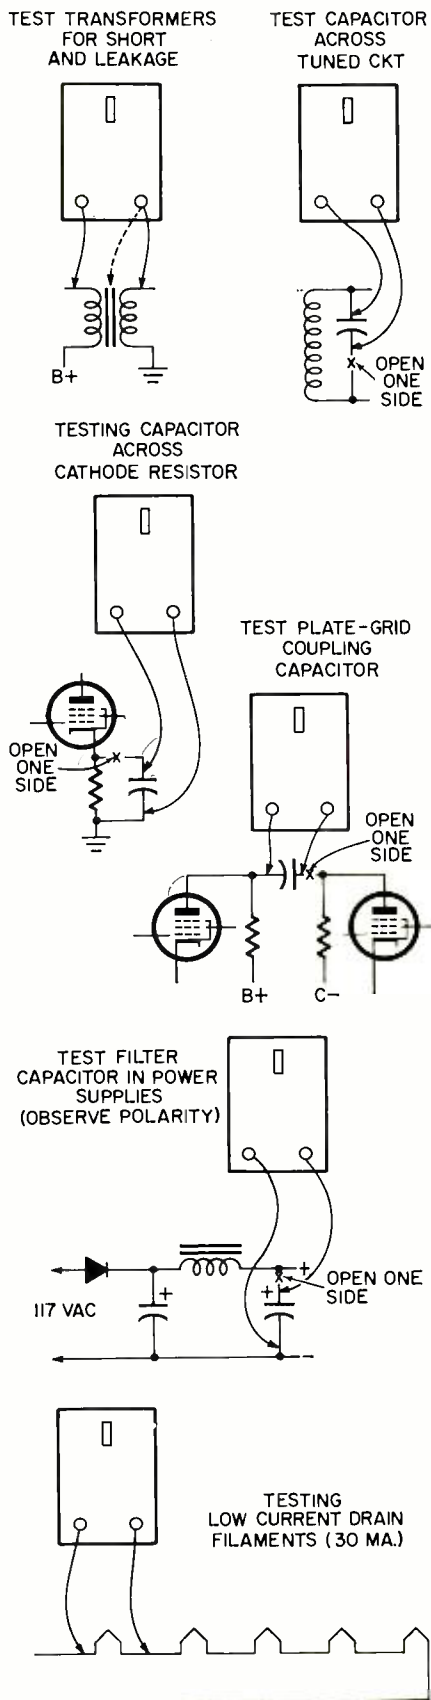 TEST TRANSFORMERS
FOR SHORT
AND LEAKAGE
TEST CAPACITOR
ACROSS
TUNED CKT
B+
OPEN
ONE
SIDE
TESTING CAPACITOR
ACROSS
CATHODE RESISTOR
OPEN
ONE
SIDE
TEST PLATE-GRID
COUPLING
CAPACITOR
OPEN
ONE
SIDE
B+
C-
TEST FILTER
CAPACITOR IN POWER
SUPPLIES
(OBSERVE POLARITY)
+
+
+
OPEN ONE
SIDE
117 VAC
-
TESTING
LOW CURRENT DRAIN
FILAMENTS (30 MA.)